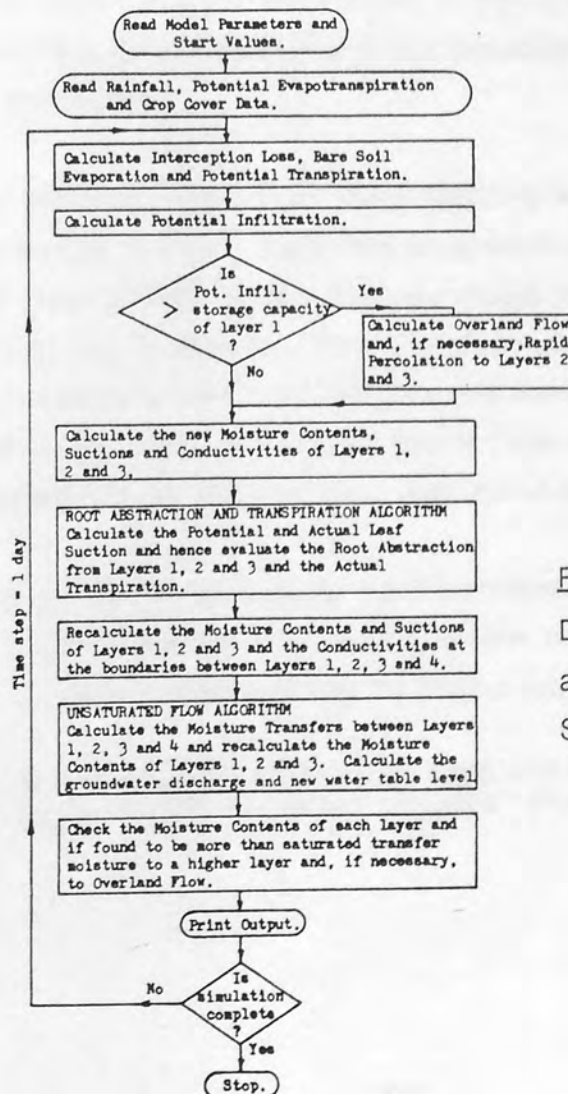 Read Model Parameters and
Start Values.
Read Rainfall, Potential Evapotranspiration
and Crop Cover Data.
Calculate Interception Loss, Bare Soil
Evaporation and Potential Transpiration.
Calculate Potential Infiltration.
Is
Pot. Infil.
> storage capacity
of layer 1
?
Yes
Calculate Overland Flow
and, if necessary,Rapid
Percolation to Layers 2
and 3.
No
Calculate the new Moisture Contents,
Suctions and Conductivities of Layers 1,
2 and 3.
ROOT ABSTRACTION AND TRANSPIRATION ALGORITHM
Calculate the Potential and Actual Leaf
Suction and hence evaluate the Root Abstraction
from Layers 1, 2 and 3 and the Actual
Transpiration.
Recalculate the Moisture Contents and Suctions
of Layers 1, 2 and 3 and the Conductivities at
the boundaries between Layers 1, 2, 3 and 4.
UNSATURATED FLOW ALGORITHM
Calculate the Moisture Transfers between Layers
1, 2, 3 and 4 and recalculate the Moisture
Contents of Layers 1, 2 and 3. Calculate the
groundwater discharge and new water table level
Check the Moisture Contents of each layer and
if found to be more than saturated transfer
moisture to a higher layer and, if necessary,
to Overland Flow.
Print Output.
Is
simulation
complete
?
No
Yes
Stop.
Time step = 1 day